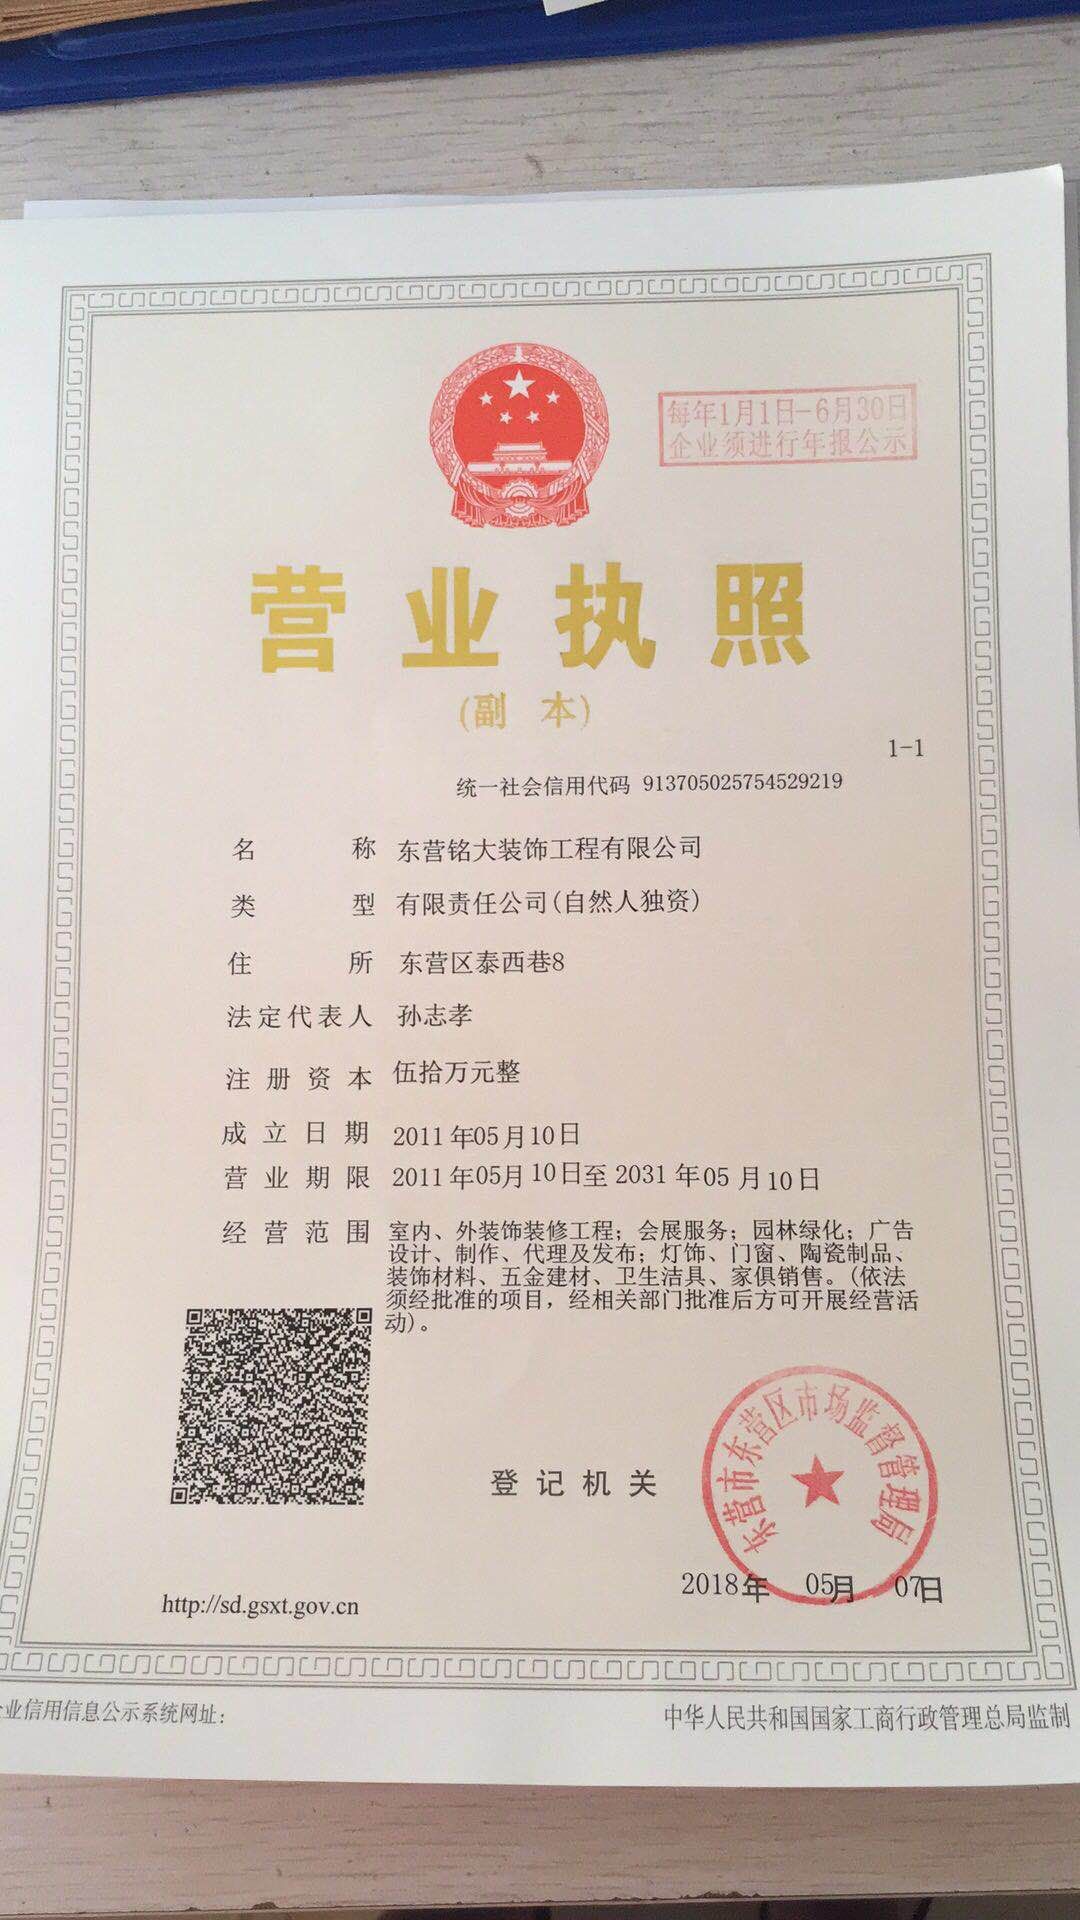 每年1月1日-6月30日
企业须进行年报公示
营业执照
(副本)
1-1
统一社会信用代码 913705025754529219
名称 东营铭大装饰工程有限公司
类型 有限责任公司(自然人独资)
住所 东营区泰西巷8
法定代表人 孙志孝
注册资本 伍拾万元整
成立日期 2011年05月10日
营业期限 2011年05月10日至2031年05月10日
经营范围 室内、外装饰装修工程；会展服务；园林绿化；广告
设计、制作、代理及发布；灯饰、门窗、陶瓷制品、
装饰材料、五金建材、卫生洁具、家俱销售。(依法
须经批准的项目，经相关部门批准后方可开展经营活
动)。
东营市东营区市场监督管理局
登记机关
2018年 05月 07日
http://sd.gsxt.gov.cn
业信用信息公示系统网址：
中华人民共和国国家工商行政管理总局监制